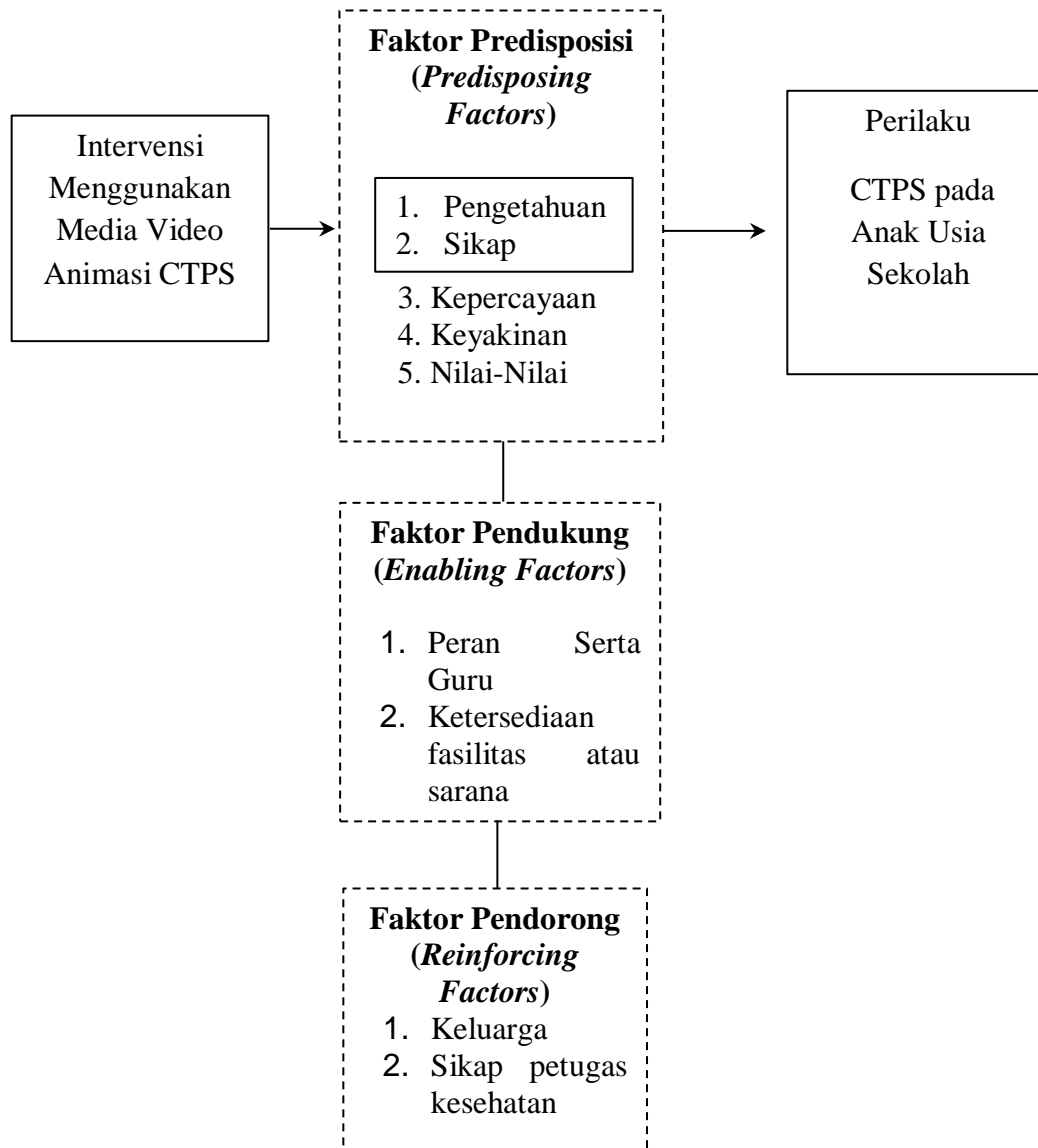 Intervensi
Menggunakan
Media Video
Animasi CTPS
Faktor Predisposisi
(Predisposing
Factors)
1. Pengetahuan
2. Sikap
3. Kepercayaan
4. Keyakinan
5. Nilai-Nilai
Perilaku
CTPS pada
Anak Usia
Sekolah
Faktor Pendukung
(Enabling Factors)
1. Peran Serta
Guru
2. Ketersediaan
fasilitas atau
sarana
Faktor Pendorong
(Reinforcing
Factors)
1. Keluarga
2. Sikap petugas
kesehatan